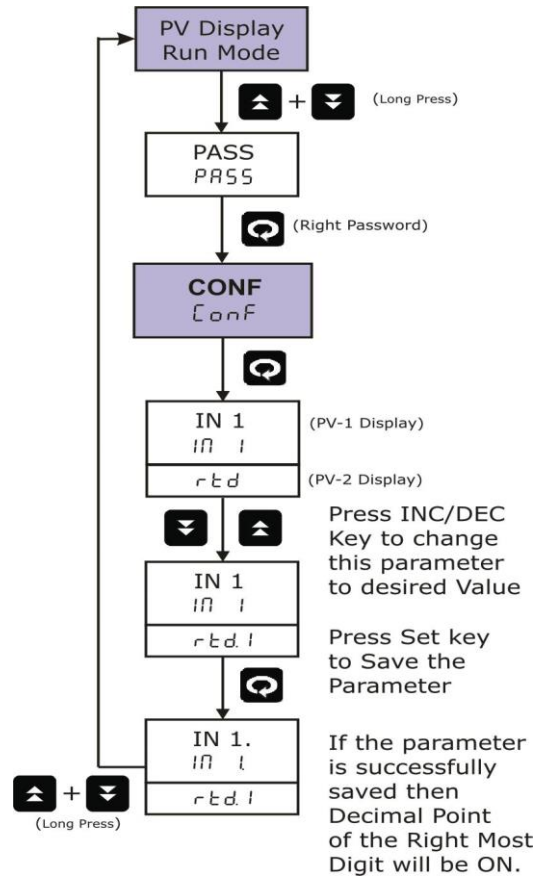 PV Display
Run Mode
+
(Long Press)
PASS
PASS
(Right Password)
CONF
ConF
IN 1
(PV-1 Display)
IN 1
rtd
(PV-2 Display)
Press INC/DEC
Key to change
this parameter
to desired Value
IN 1
IN 1
rtd.1
Press Set key
to Save the
Parameter
IN 1.
IN 1.
rtd.1
+
(Long Press)
If the parameter
is successfully
saved then
Decimal Point
of the Right Most
Digit will be ON.